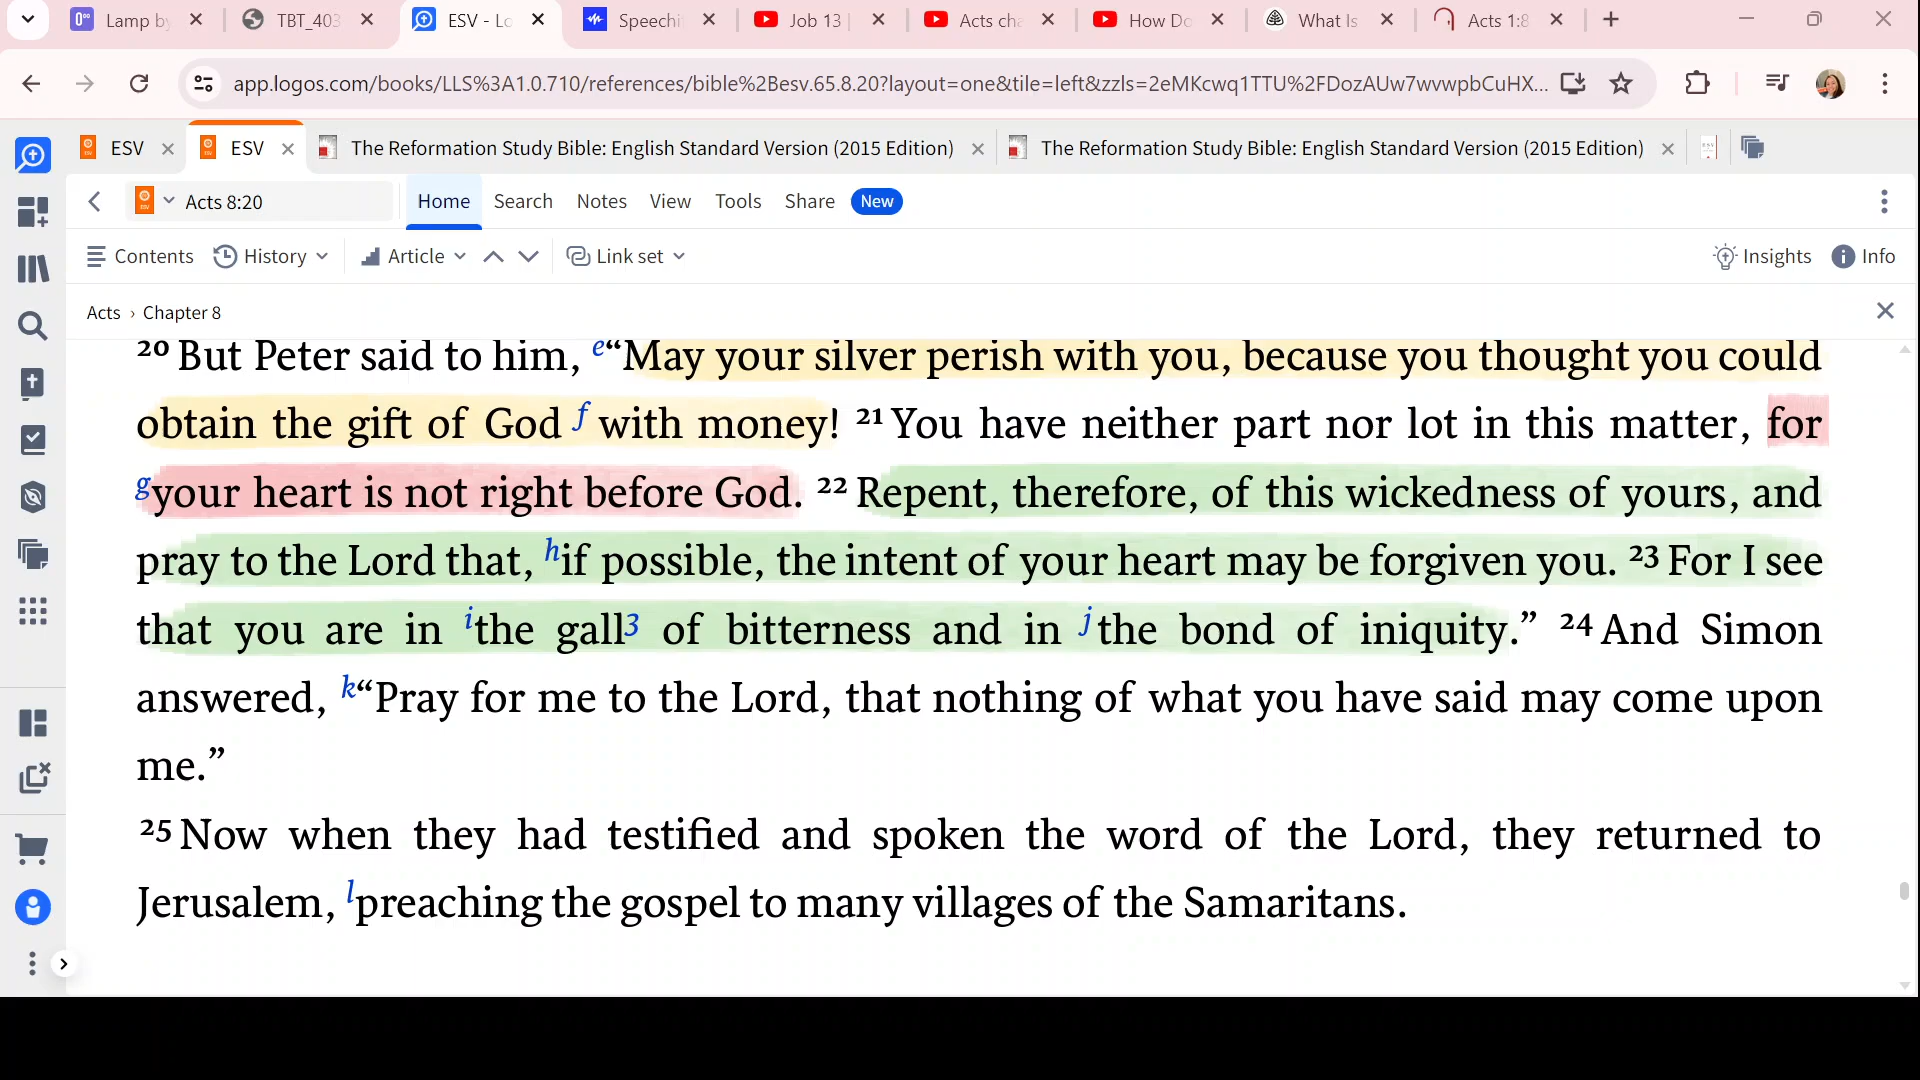 Lamp by
TBT_403
ESV - Lo
Speechi
Job 13
Acts cha
How Do
What Is
Acts 1:8
app.logos.com/books/LLS%3A1.0.710/references/bible%2Besv.65.8.20?layout=one&tile=left&zzls=2eMKcwq1TTU%2FDozAUw7wvwpbCuHX...
ESV
ESV
The Reformation Study Bible: English Standard Version (2015 Edition)
The Reformation Study Bible: English Standard Version (2015 Edition)
Acts 8:20
Home
Search
Notes
View
Tools
Share
New
Contents
History
Article
Link set
Insights
Info
Acts › Chapter 8
20 But Peter said to him, e“May your silver perish with you, because you thought you could
obtain the gift of God f with money! 21 You have neither part nor lot in this matter, for
gyour heart is not right before God. 22 Repent, therefore, of this wickedness of yours, and
pray to the Lord that, hif possible, the intent of your heart may be forgiven you. 23 For I see
that you are in ithe gall3 of bitterness and in jthe bond of iniquity.” 24 And Simon
answered, k“Pray for me to the Lord, that nothing of what you have said may come upon
me.”
25 Now when they had testified and spoken the word of the Lord, they returned to
Jerusalem, lpreaching the gospel to many villages of the Samaritans.